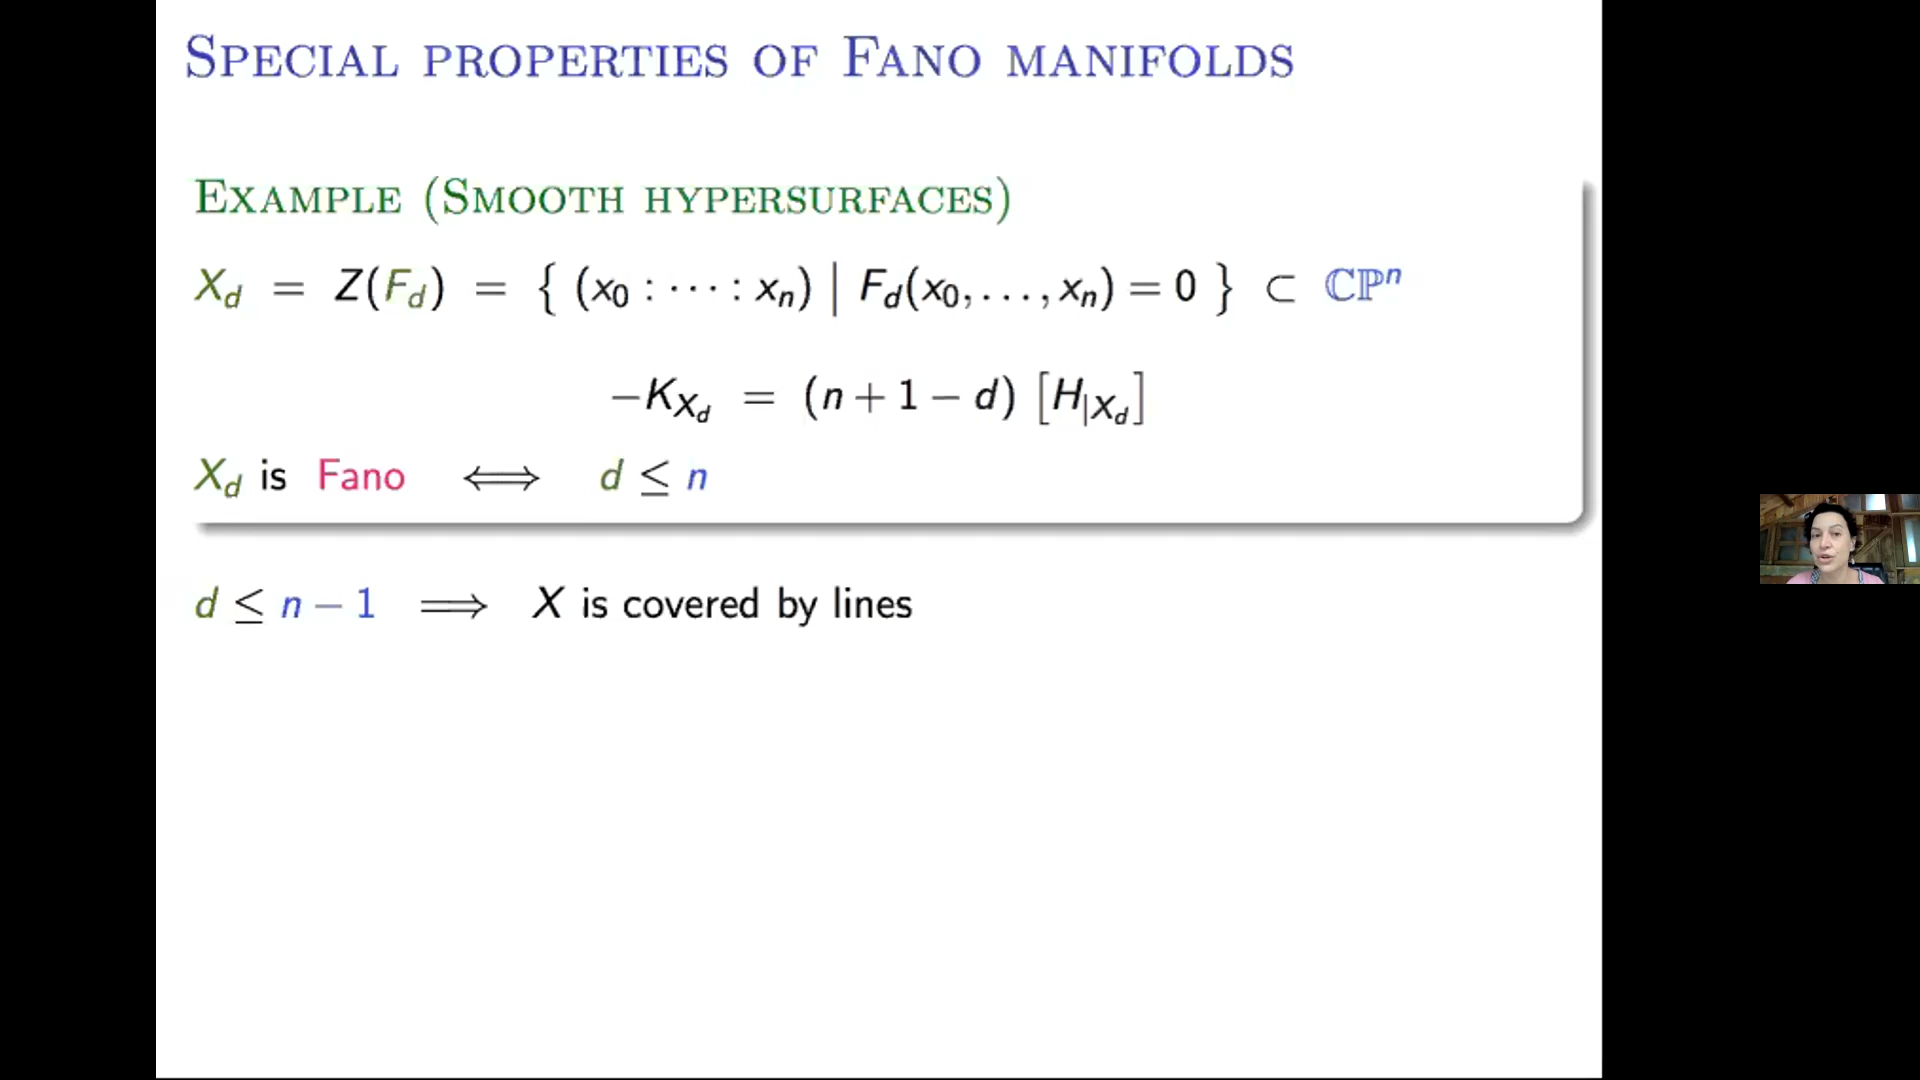 SPECIAL PROPERTIES OF FANO MANIFOLDS
EXAMPLE (SMOOTH HYPERSURFACES)
X_d = Z(F_d) = { (x_0 : ⋯ : x_n) | F_d(x_0, …, x_n) = 0 } ⊂ ℂℙ^n
−K_{X_d} = (n + 1 − d) [H_{|X_d}]
X_d is Fano ⟺ d ≤ n
d ≤ n − 1 ⟹ X is covered by lines